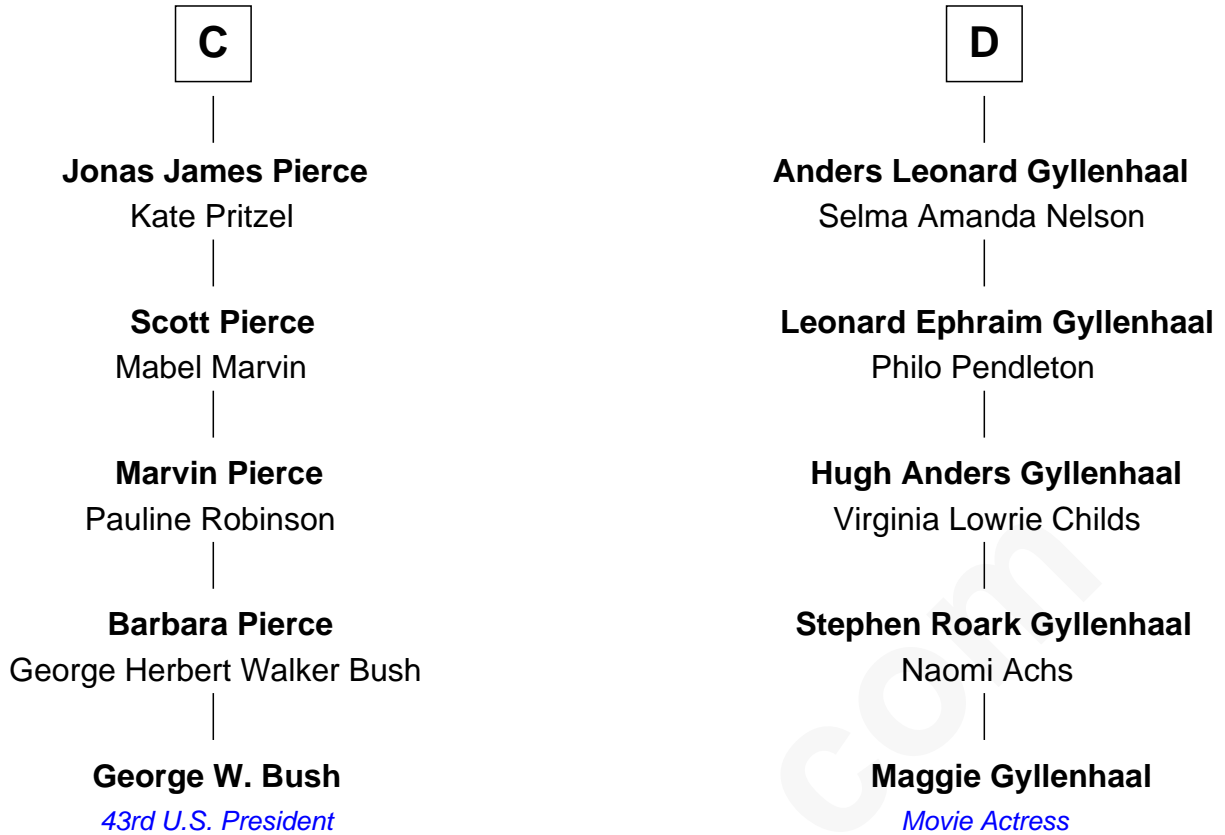 C
Jonas James Pierce
Kate Pritzel
Scott Pierce
Mabel Marvin
Marvin Pierce
Pauline Robinson
Barbara Pierce
George Herbert Walker Bush
George W. Bush
43rd U.S. President
D
Anders Leonard Gyllenhaal
Selma Amanda Nelson
Leonard Ephraim Gyllenhaal
Philo Pendleton
Hugh Anders Gyllenhaal
Virginia Lowrie Childs
Stephen Roark Gyllenhaal
Naomi Achs
Maggie Gyllenhaal
Movie Actress
com